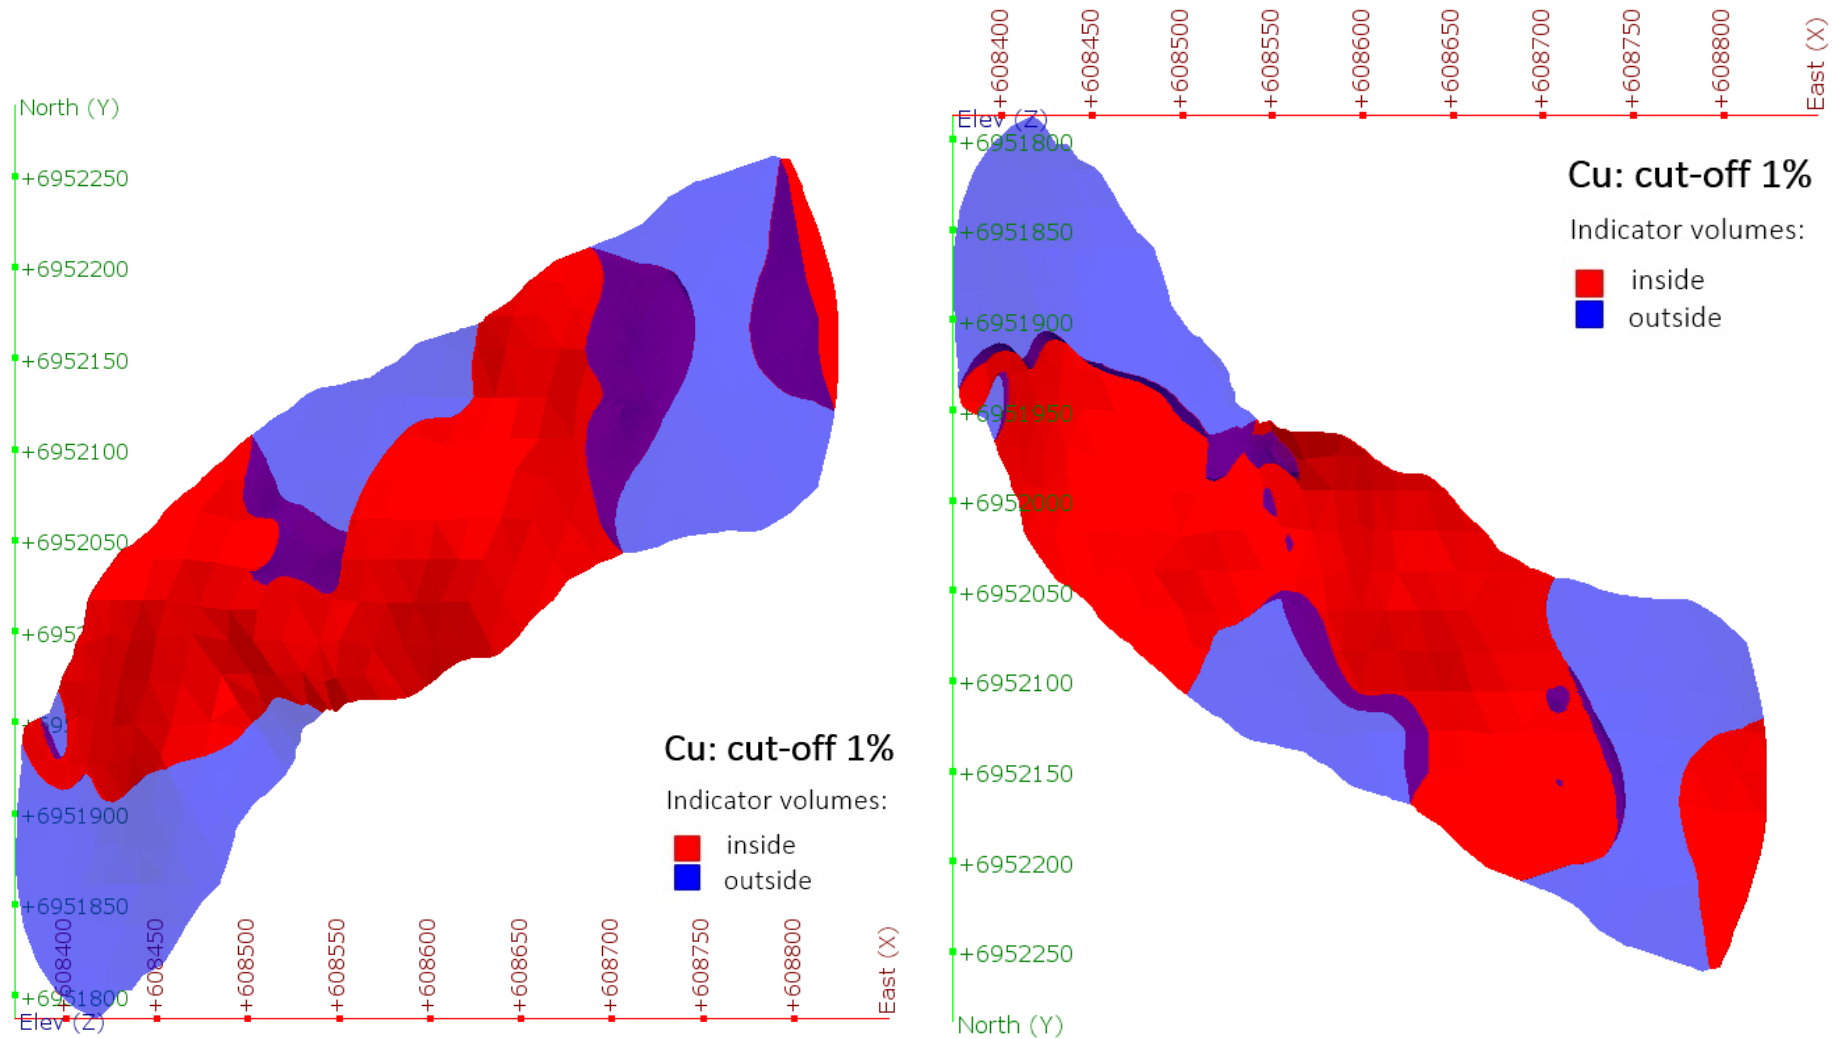 North (Y)
+6952250
+6952200
+6952150
+6952100
+6952050
+6951900
+6951850
+6951800
Elev (Z)
+608400
+608450
+608500
+608550
+608600
+608650
+608700
+608750
+608800
East (X)
Cu: cut-off 1%
Indicator volumes:
inside
outside
+608400
+608450
+608500
+608550
+608600
+608650
+608700
+608750
+608800
East (X)
Elev (Z)
+6951800
+6951850
+6951900
+6951950
+6952000
+6952050
+6952100
+6952150
+6952200
+6952250
North (Y)
Cu: cut-off 1%
Indicator volumes:
inside
outside